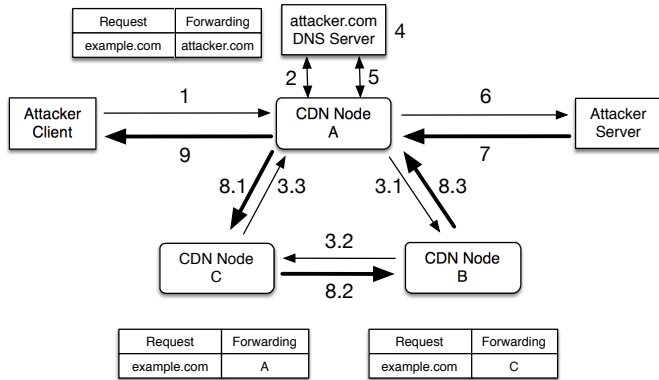 Request Forwarding
example.com attacker.com
attacker.com
DNS Server
4
2
5
Attacker
Client
1
9
CDN Node
A
6
7
Attacker
Server
8.1
3.3
3.1
8.3
CDN Node
C
3.2
8.2
CDN Node
B
Request Forwarding
example.com A
Request Forwarding
example.com C